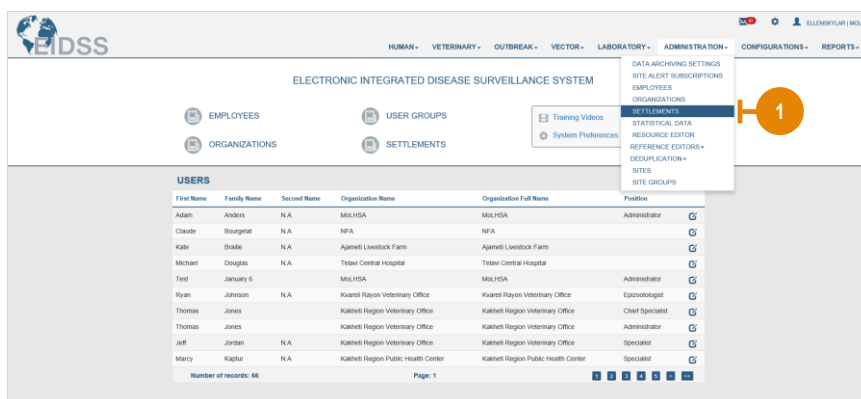 ELLENSKYLAR | MOL
EIDSS
HUMAN VETERINARY OUTBREAK VECTOR LABORATORY ADMINISTRATION CONFIGURATIONS REPORTS
DATA ARCHIVING SETTINGS
SITE ALERT SUBSCRIPTIONS
EMPLOYEES
ORGANIZATIONS
SETTLEMENTS
STATISTICAL DATA
RESOURCE EDITOR
REFERENCE EDITORS
DEDUPLICATION
SITES
SITE GROUPS
1
ELECTRONIC INTEGRATED DISEASE SURVEILLANCE SYSTEM
EMPLOYEES USER GROUPS Training Videos
ORGANIZATIONS SETTLEMENTS System Preferences
USERS
First Name Family Name Second Name Organization Name Organization Full Name Position
Adam Anders N.A MoLHSA MoLHSA Administrator
Claude Bourgelat N.A NFA NFA
Kate Braille N.A Ajameti Livestock Farm Ajameti Livestock Farm
Michael Douglas N.A Telavi Central Hospital Telavi Central Hospital
Test January 6 MoLHSA MoLHSA Administrator
Ryan Johnson N.A Kvareli Rayon Veterinary Office Kvareli Rayon Veterinary Office Epizootologist
Thomas Jones Kakheti Region Veterinary Office Kakheti Region Veterinary Office Chief Specialist
Thomas Jones Kakheti Region Veterinary Office Kakheti Region Veterinary Office Administrator
Jeff Jordan N.A Kakheti Region Veterinary Office Kakheti Region Veterinary Office Specialist
Marcy Kaptur N.A Kakheti Region Public Health Center Kakheti Region Public Health Center Specialist
Number of records: 66 Page: 1 1 2 3 4 5 > >>